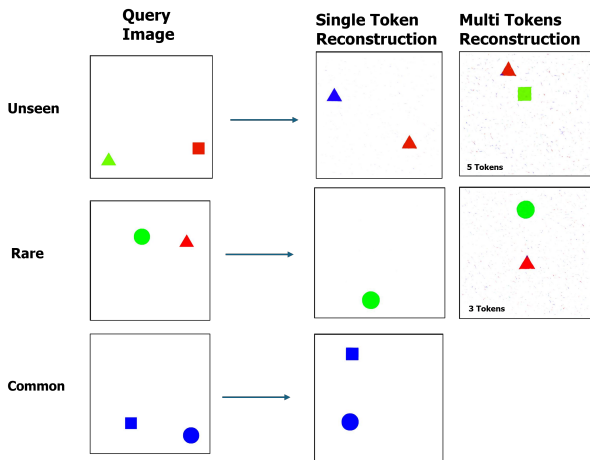 Query
Image
Single Token
Reconstruction
Multi Tokens
Reconstruction
Unseen
5 Tokens
Rare
3 Tokens
Common